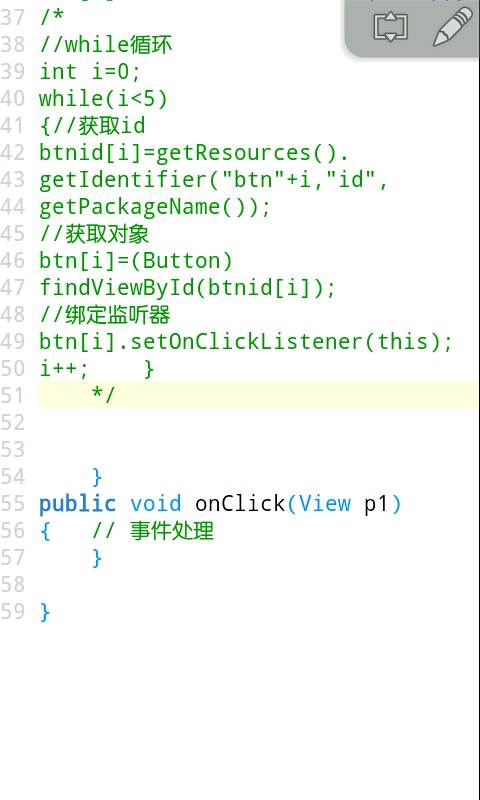 37 /*
38 //while循环
39 int i=0;
40 while(i<5)
41 {//获取id
42 btnid[i]=getResources().
43 getIdentifier("btn"+i,"id",
44 getPackageName());
45 //获取对象
46 btn[i]=(Button)
47 findViewById(btnid[i]);
48 //绑定监听器
49 btn[i].setOnClickListener(this);
50 i++;    }
51     */
52
53
54     }
55 public void onClick(View p1)
56 {   // 事件处理
57     }
58
59 }